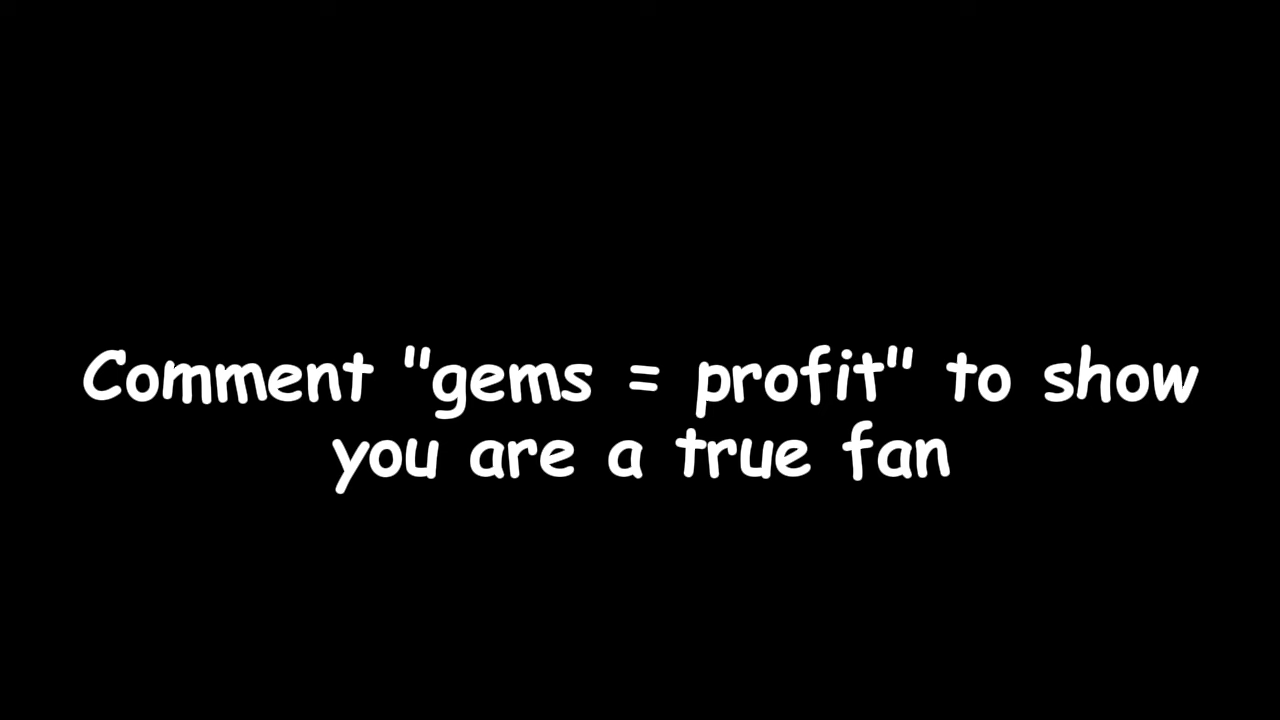 Comment "gems = profit" to show
you are a true fan